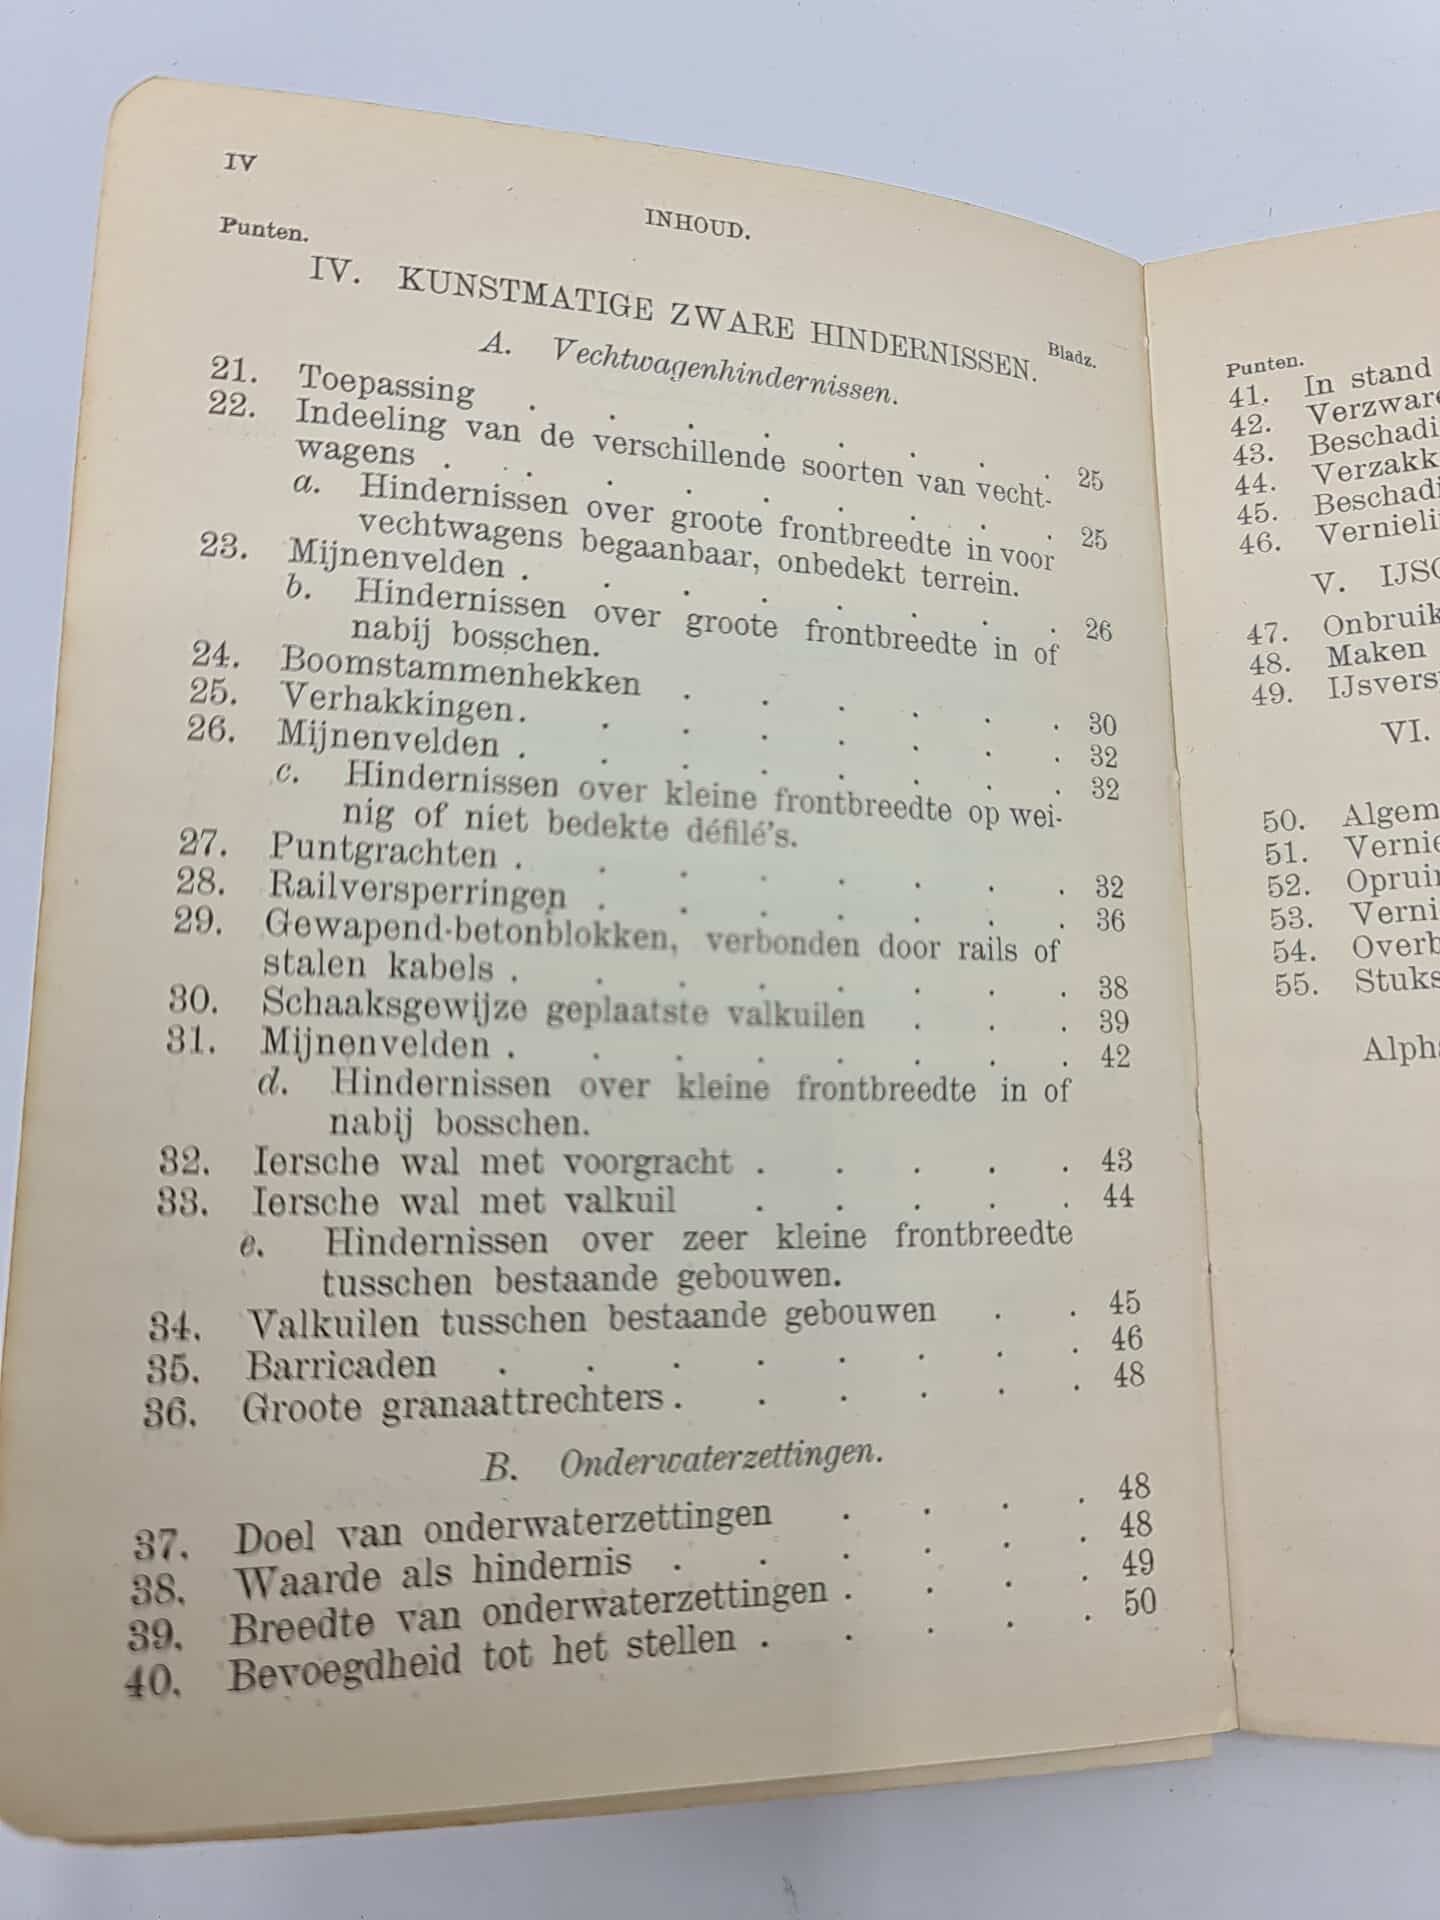 IV
INHOUD.
Punten.
IV. KUNSTMATIGE ZWARE HINDERNISSEN.
Bladz.
A. Vechtwagenhindernissen.
21. Toepassing . . . . . . . . 25
22. Indeeling van de verschillende soorten van vecht-
wagens . . . . . . . . 25
a. Hindernissen over groote frontbreedte in voor
vechtwagens begaanbaar, onbedekt terrein.
23. Mijnenvelden . . . . . . . . 26
b. Hindernissen over groote frontbreedte in of
nabij bosschen.
24. Boomstammenhekken . . . . . . 30
25. Verhakkingen. . . . . . . . 32
26. Mijnenvelden . . . . . . . . 32
c. Hindernissen over kleine frontbreedte op wei-
nig of niet bedekte défilé's.
27. Puntgrachten . . . . . . . . 32
28. Railversperringen . . . . . . . 36
29. Gewapend-betonblokken, verbonden door rails of
stalen kabels . . . . . . . . 38
30. Schaaksgewijze geplaatste valkuilen . . . 39
31. Mijnenvelden . . . . . . . . 42
d. Hindernissen over kleine frontbreedte in of
nabij bosschen.
32. Iersche wal met voorgracht . . . . . 43
33. Iersche wal met valkuil . . . . . 44
e. Hindernissen over zeer kleine frontbreedte
tusschen bestaande gebouwen.
34. Valkuilen tusschen bestaande gebouwen . . 45
35. Barricaden . . . . . . . . 46
36. Groote granaattrechters . . . . . . 48
B. Onderwaterzettingen.
37. Doel van onderwaterzettingen . . . . 48
38. Waarde als hindernis . . . . . . 48
39. Breedte van onderwaterzettingen . . . . 49
40. Bevoegdheid tot het stellen . . . . . 50
Punten.
41. In stand
42.
43.
44.
45.
46.
V.
47.
48. Maken
49.
VI.
50.
51.
52.
53.
54.
55.